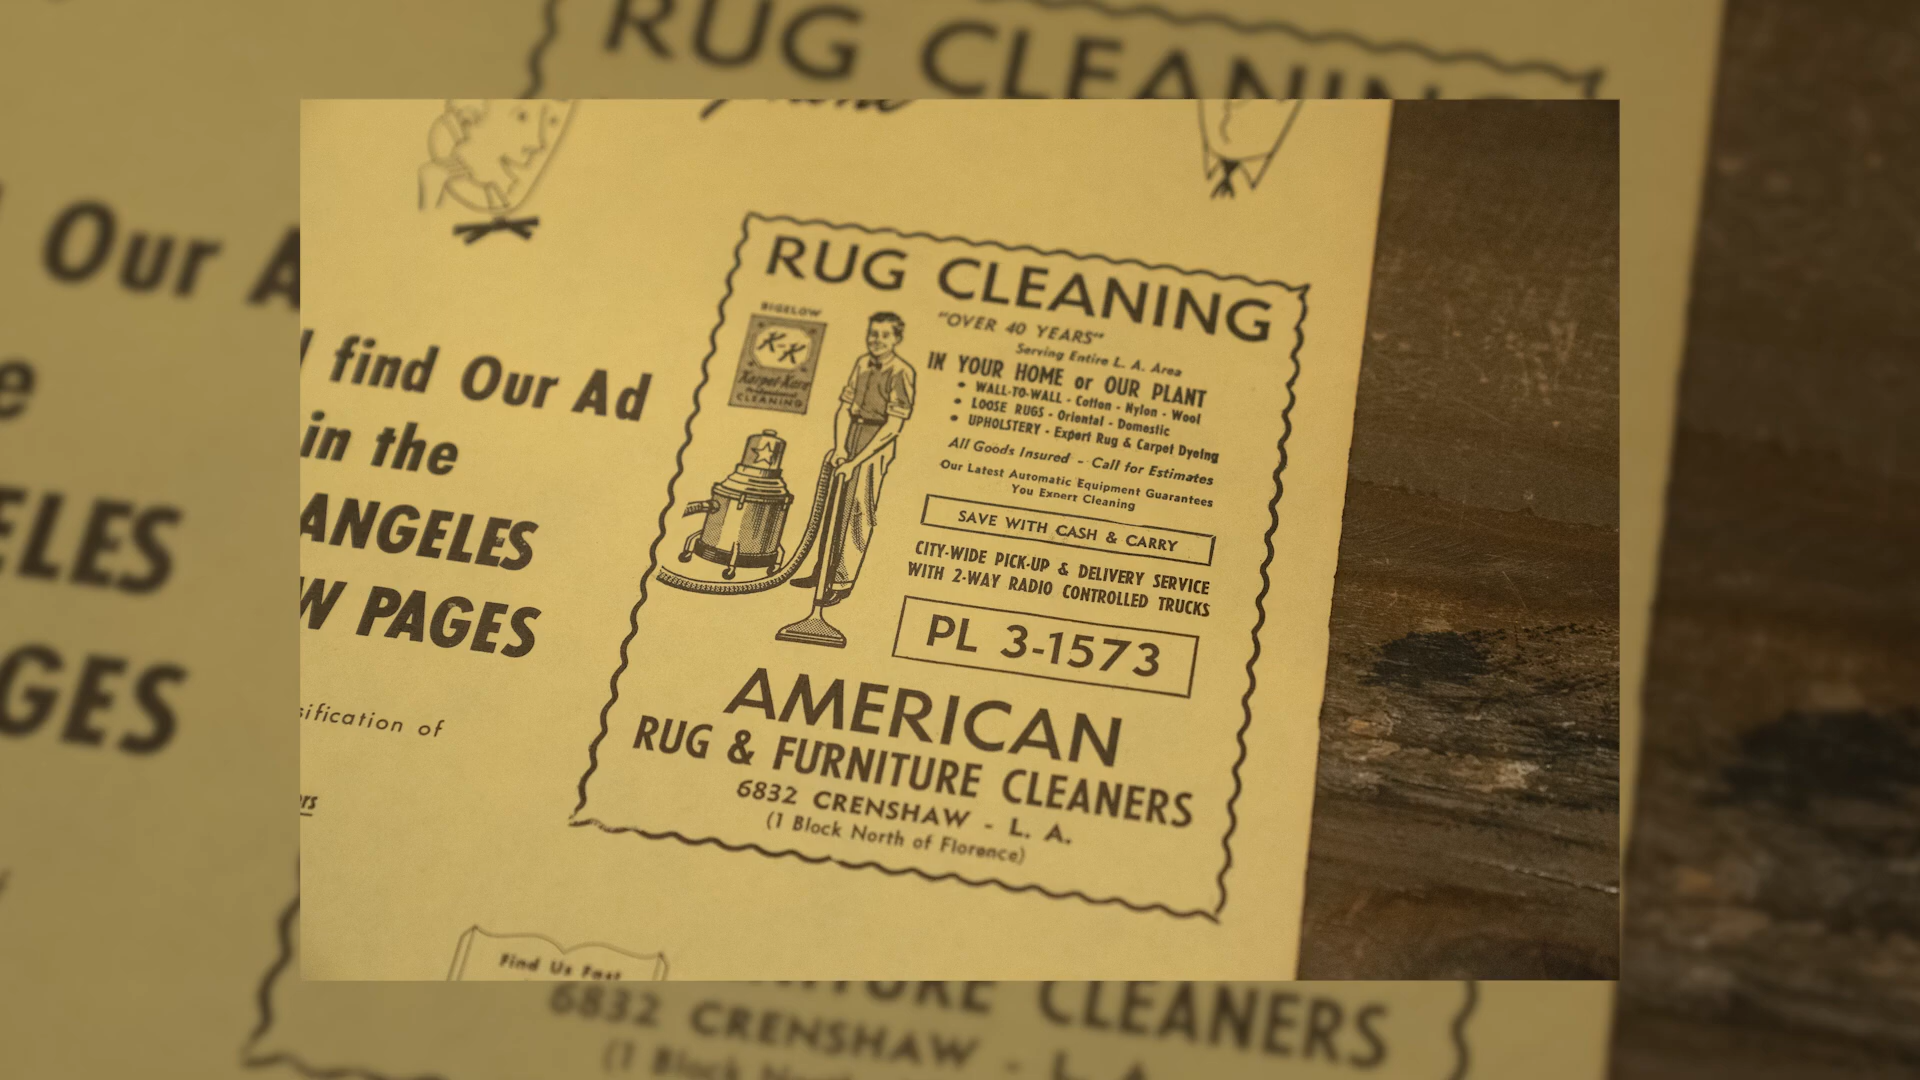 find Our Ad
in the
ANGELES
PAGES
sification of
RUG CLEANING
BIGELOW
K-K
Karpet-Kare
CLEANING
"OVER 40 YEARS"
Serving Entire L. A. Area
IN YOUR HOME or OUR PLANT
• WALL-TO-WALL - Cotton - Nylon - Wool
• LOOSE RUGS - Oriental - Domestic
• UPHOLSTERY - Expert Rug & Carpet Dyeing
All Goods Insured - Call for Estimates
Our Latest Automatic Equipment Guarantees
You Expert Cleaning
SAVE WITH CASH & CARRY
CITY-WIDE PICK-UP & DELIVERY SERVICE
WITH 2-WAY RADIO CONTROLLED TRUCKS
PL 3-1573
AMERICAN
RUG & FURNITURE CLEANERS
6832 CRENSHAW - L. A.
(1 Block North of Florence)
Find Us Fast